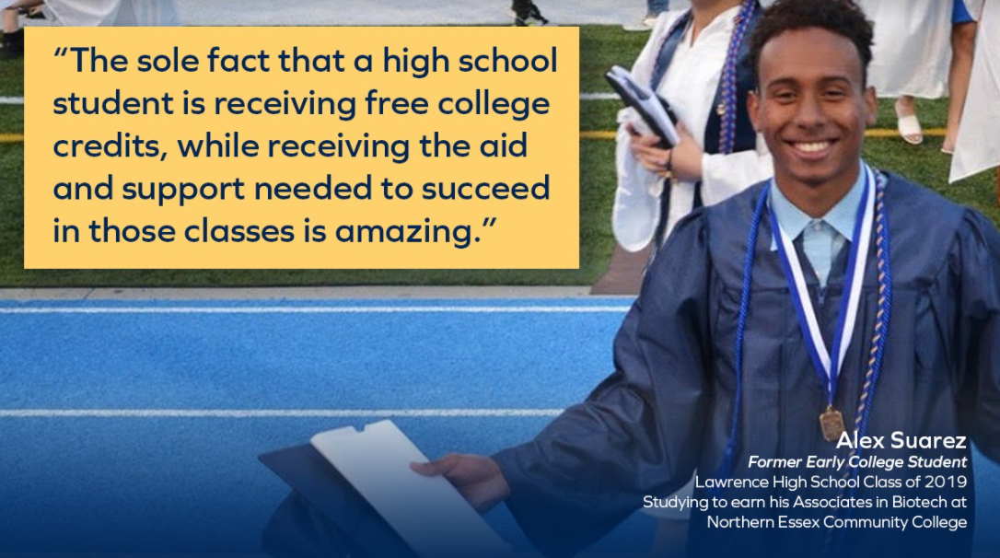 “The sole fact that a high school
student is receiving free college
credits, while receiving the aid
and support needed to succeed
in those classes is amazing.”
Alex Suarez
Former Early College Student
Lawrence High School Class of 2019
Studying to earn his Associates in Biotech at
Northern Essex Community College